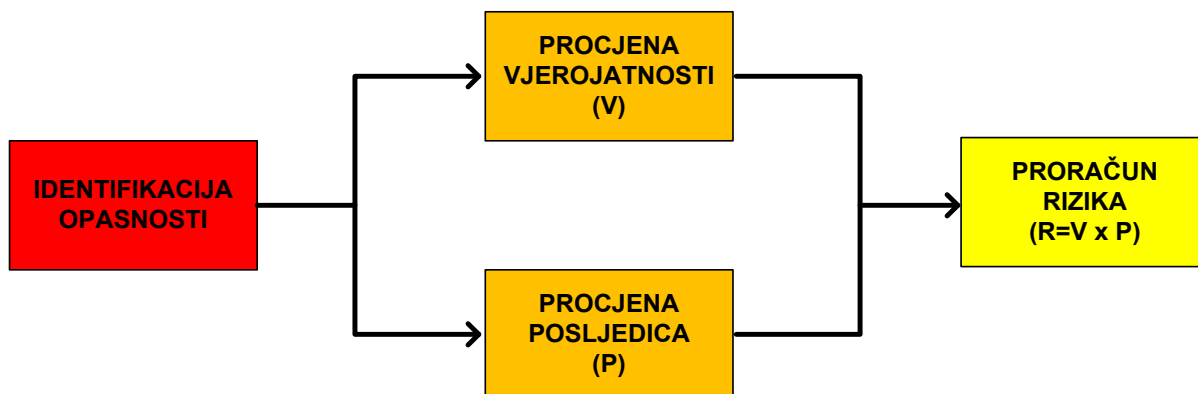 IDENTIFIKACIJA
OPASNOSTI
PROCJENA
VJEROJATNOSTI
(V)
PROCJENA
POSLJEDICA
(P)
PRORAČUN
RIZIKA
(R=V x P)